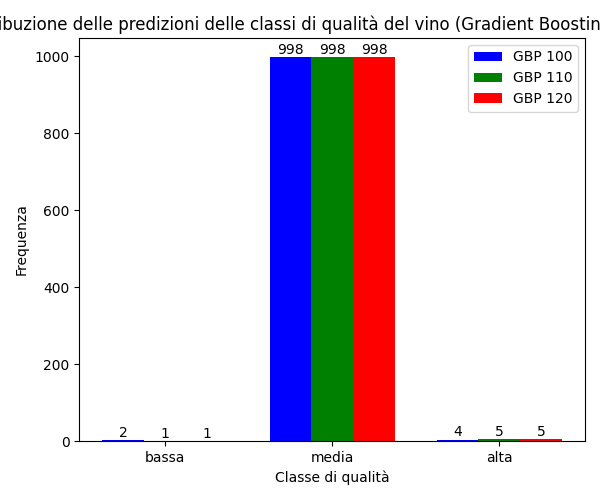 ibuzione delle predizioni delle classi di qualità del vino (Gradient Boostin
1000
800
600
400
200
0
Frequenza
998 998 998
2 1 1
4 5 5
GBP 100
GBP 110
GBP 120
bassa media alta
Classe di qualità